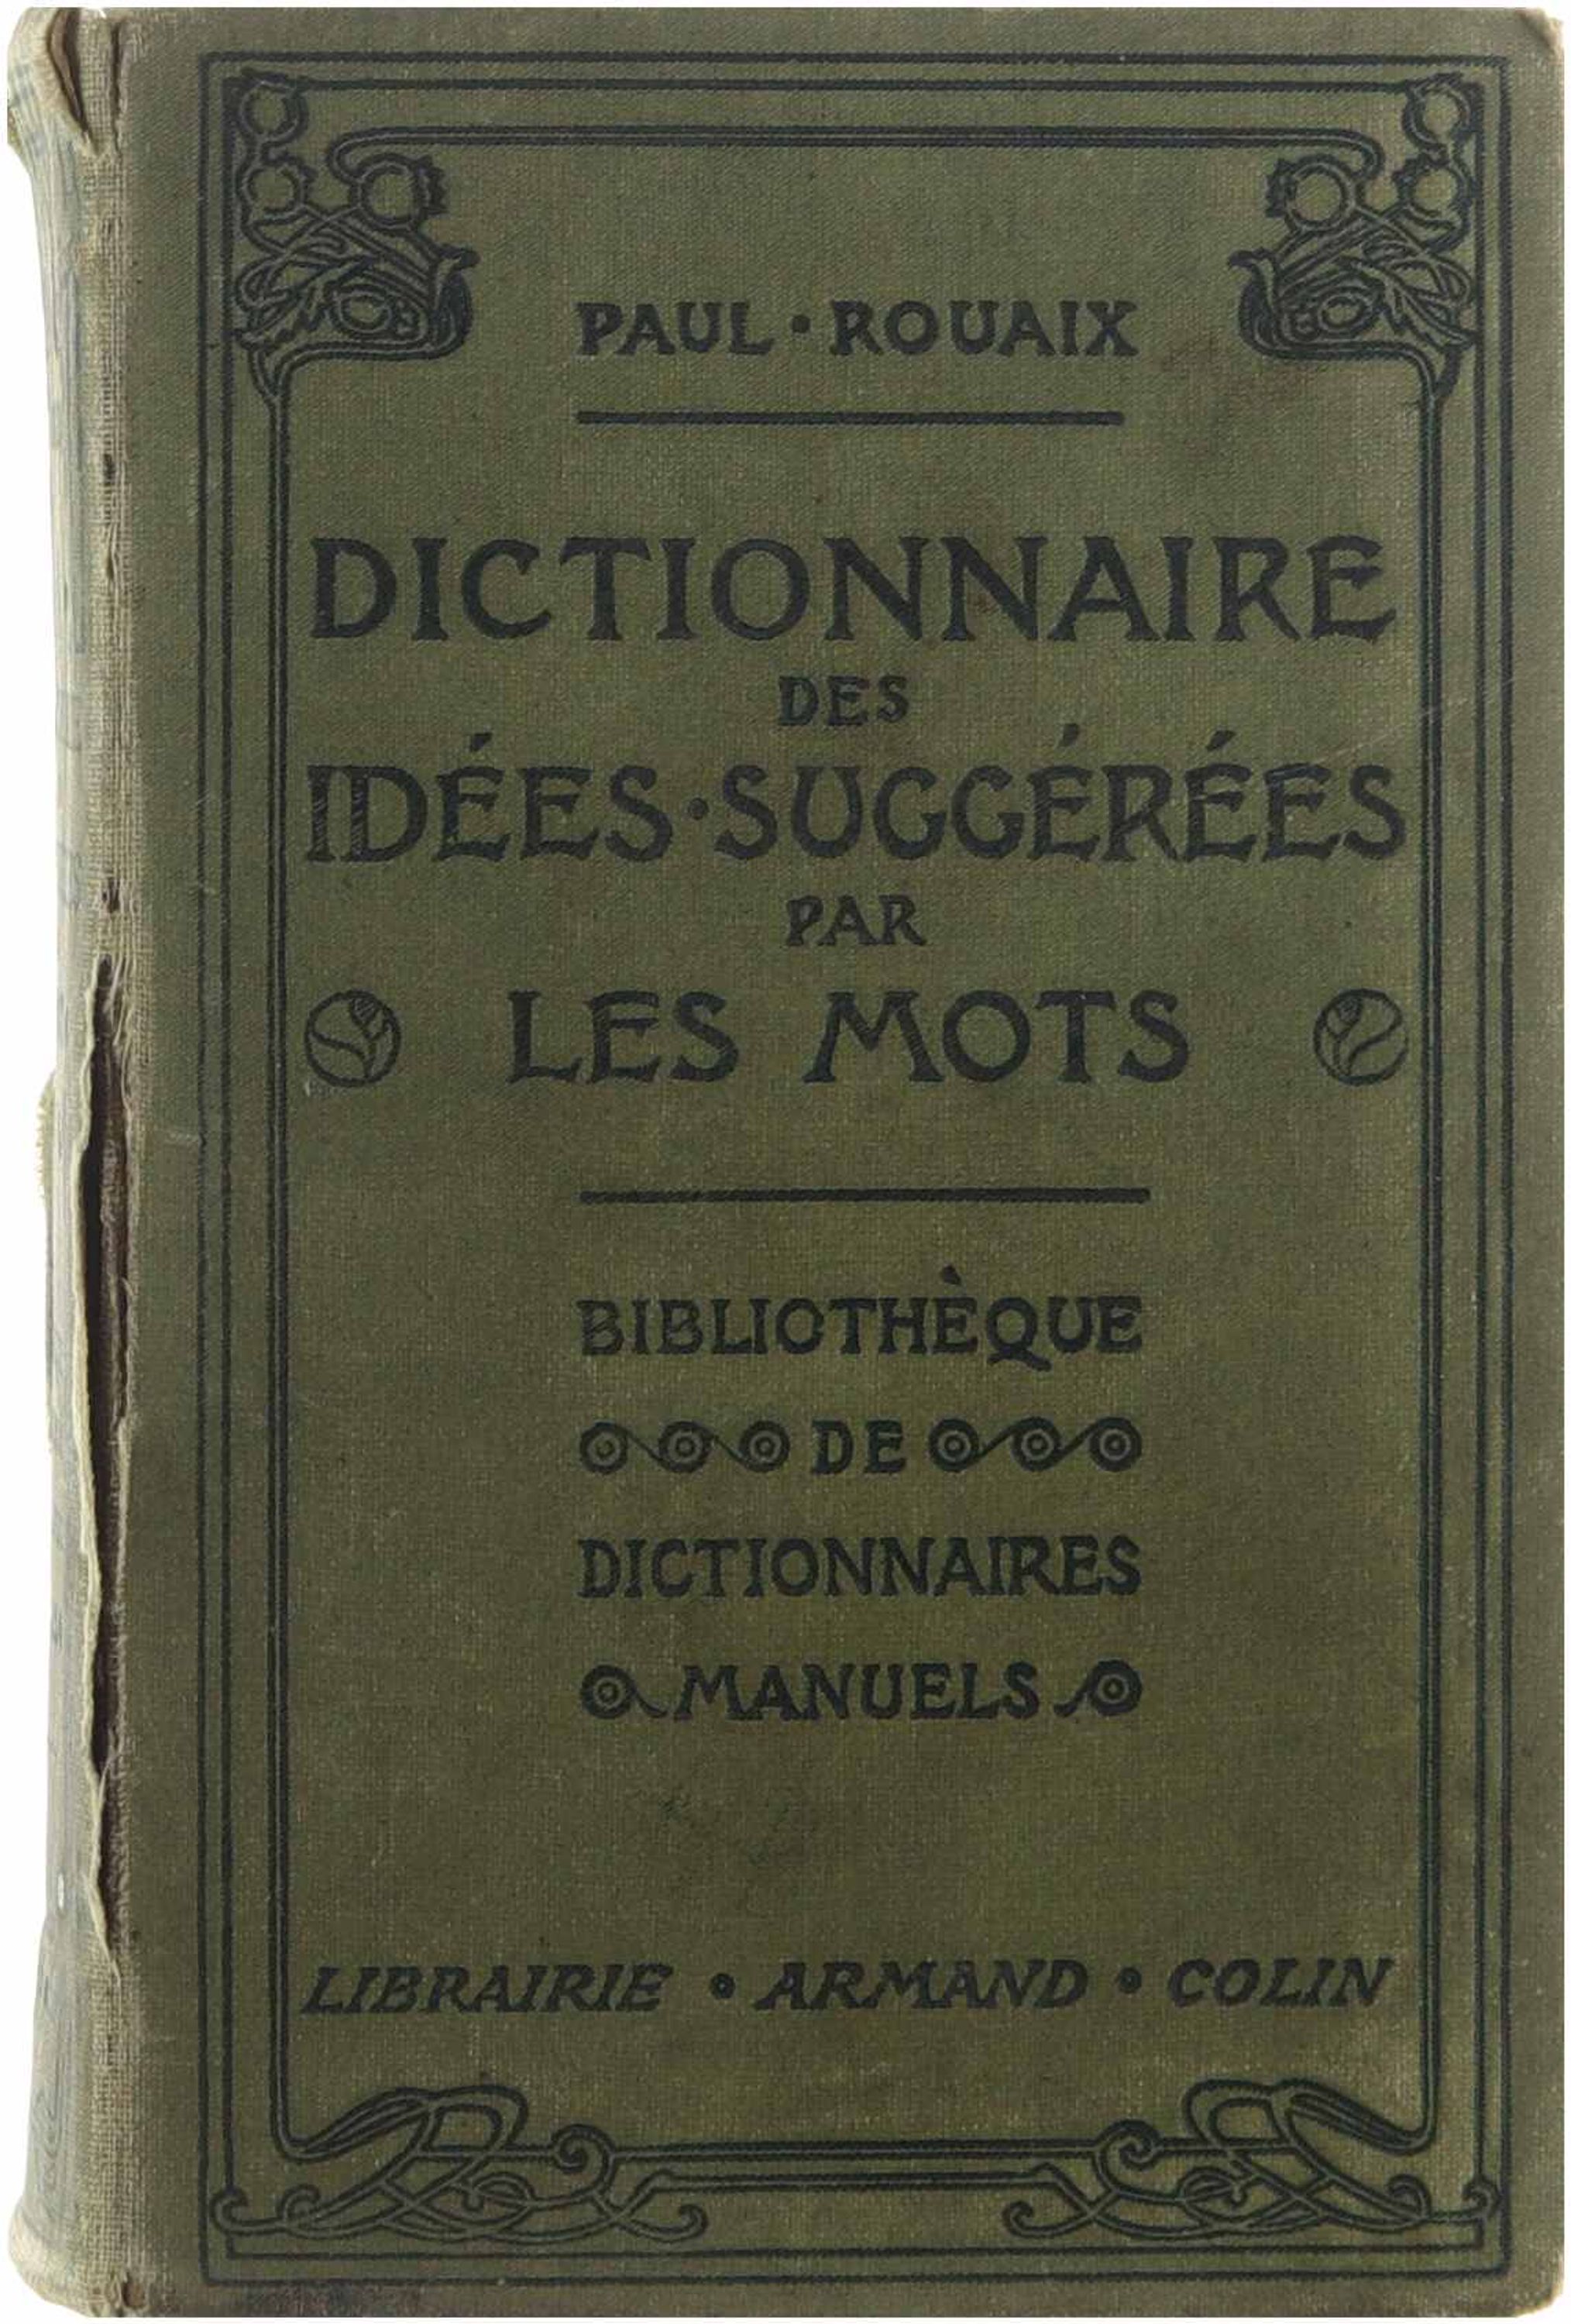 PAUL · ROUAIX
DICTIONNAIRE
DES
IDÉES · SUGGÉRÉES
PAR
LES MOTS
BIBLIOTHÈQUE
DE
DICTIONNAIRES
MANUELS
LIBRAIRIE · ARMAND · COLIN